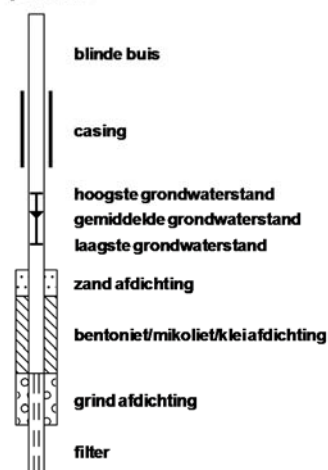 blinde buis
casing
hoogste grondwaterstand
gemiddelde grondwaterstand
laagste grondwaterstand
zand afdichting
bentoniet/mikoliet/klei afdichting
grind afdichting
filter